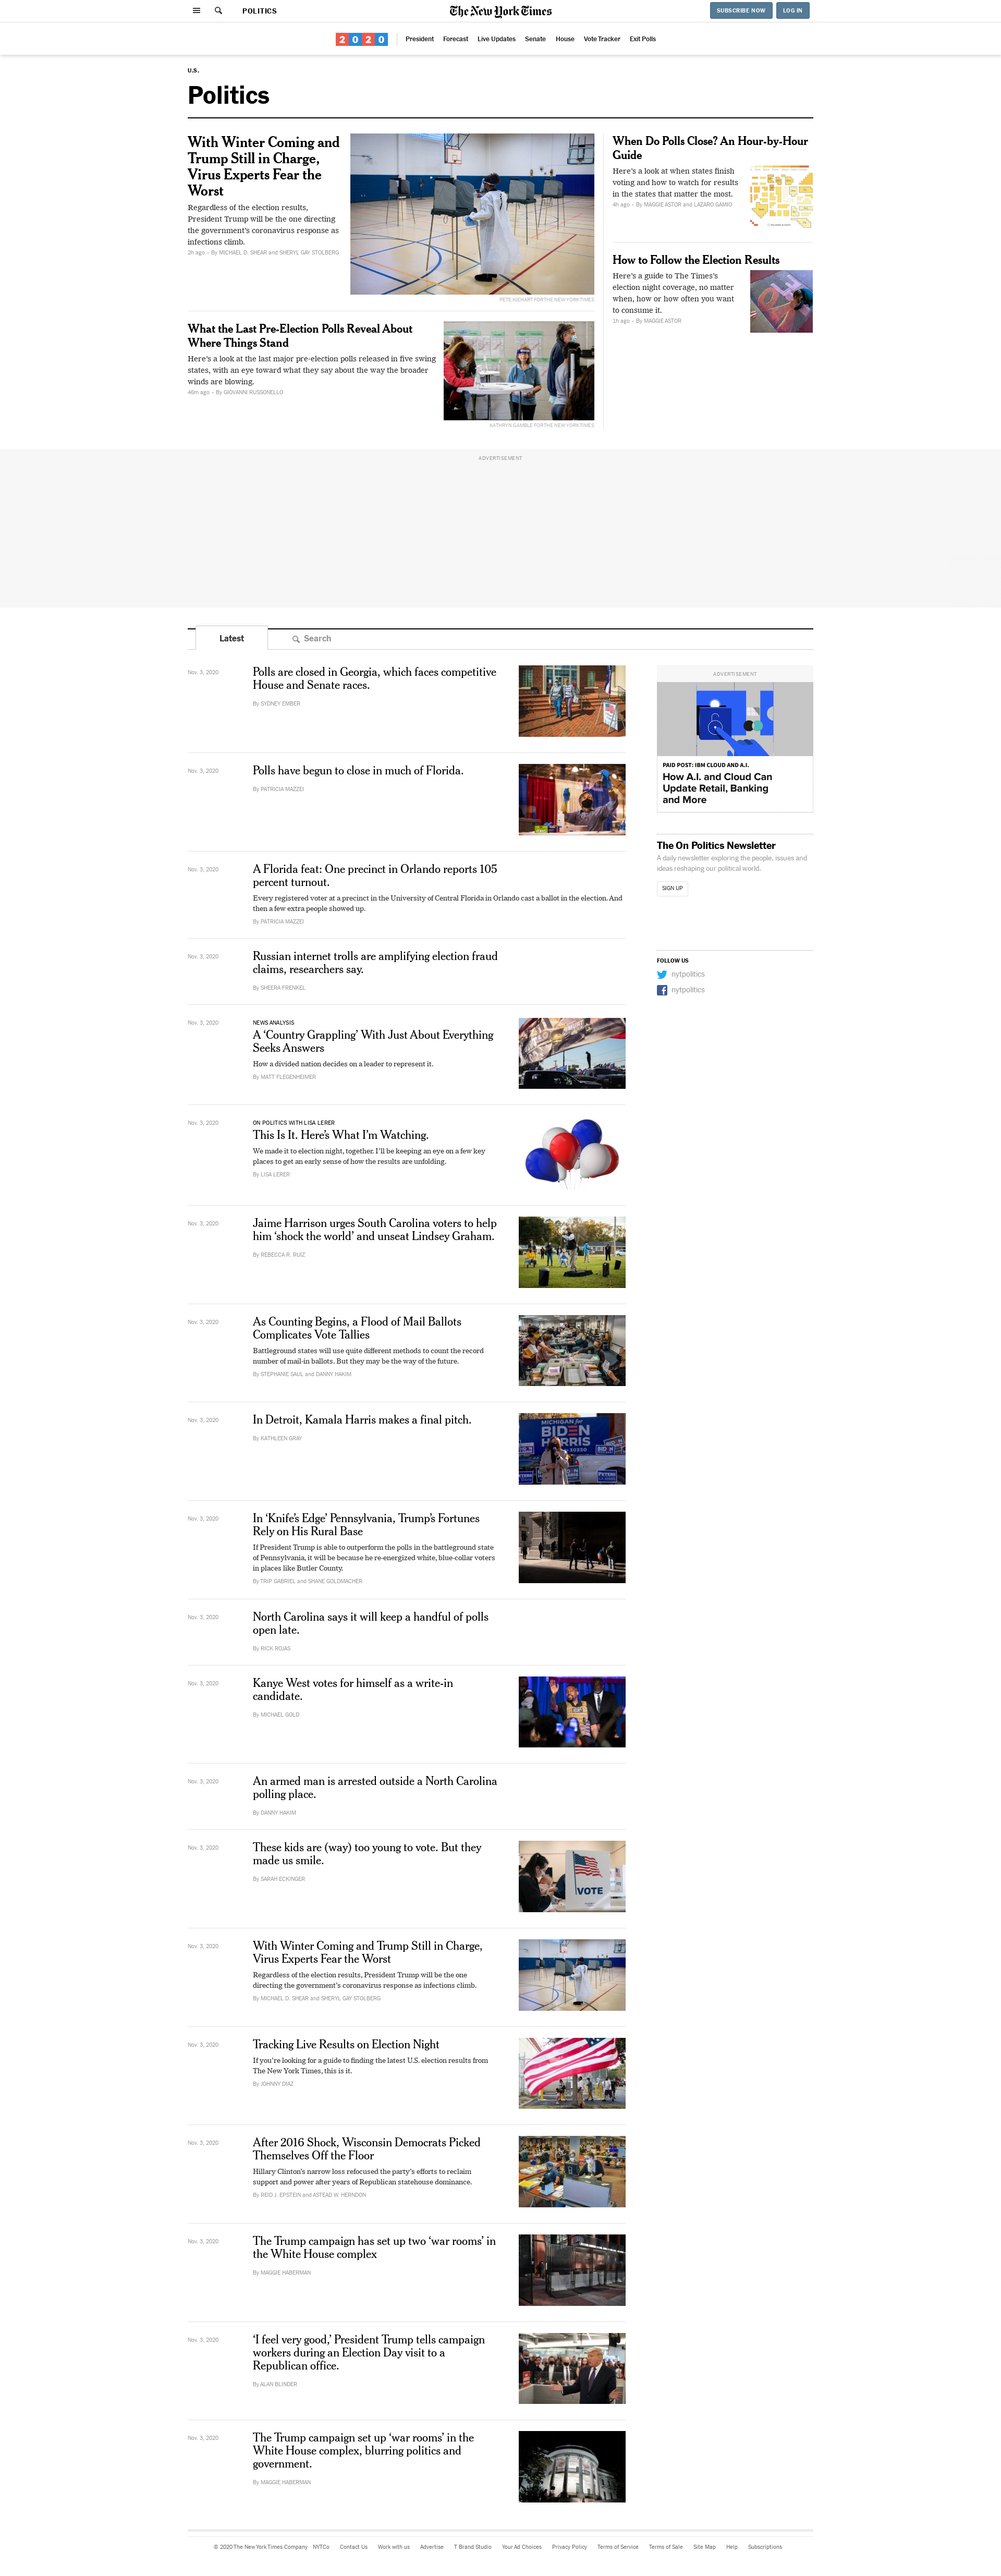 POLITICS
The New York Times
SUBSCRIBE NOW
LOG IN
2020
President
Forecast
Live Updates
Senate
House
Vote Tracker
Exit Polls
U.S.
Politics
With Winter Coming and
Trump Still in Charge,
Virus Experts Fear the
Worst
Regardless of the election results,
President Trump will be the one directing
the government's coronavirus response as
infections climb.
2h ago - By MICHAEL D. SHEAR and SHERYL GAY STOLBERG
PETE KIEHART FOR THE NEW YORK TIMES
What the Last Pre-Election Polls Reveal About
Where Things Stand
Here's a look at the last major pre-election polls released in five swing
states, with an eye toward what they say about the way the broader
winds are blowing.
46m ago - By GIOVANNI RUSSONELLO
KATHRYN GAMBLE FOR THE NEW YORK TIMES
When Do Polls Close? An Hour-by-Hour
Guide
Here's a look at when states finish
voting and how to watch for results
in the states that matter the most.
4h ago - By MAGGIE ASTOR and LAZARO GAMIO
How to Follow the Election Results
Here's a guide to The Times's
election night coverage, no matter
when, how or how often you want
to consume it.
1h ago - By MAGGIE ASTOR
ADVERTISEMENT
Latest
Search
Nov. 3, 2020
Polls are closed in Georgia, which faces competitive
House and Senate races.
By SYDNEY EMBER
Nov. 3, 2020
Polls have begun to close in much of Florida.
By PATRICIA MAZZEI
Nov. 3, 2020
A Florida feat: One precinct in Orlando reports 105
percent turnout.
Every registered voter at a precinct in the University of Central Florida in Orlando cast a ballot in the election. And
then a few extra people showed up.
By PATRICIA MAZZEI
Nov. 3, 2020
Russian internet trolls are amplifying election fraud
claims, researchers say.
By SHEERA FRENKEL
Nov. 3, 2020
NEWS ANALYSIS
A 'Country Grappling' With Just About Everything
Seeks Answers
How a divided nation decides on a leader to represent it.
By MATT FLEGENHEIMER
Nov. 3, 2020
ON POLITICS WITH LISA LERER
This Is It. Here's What I'm Watching.
We made it to election night, together. I'll be keeping an eye on a few key
places to get an early sense of how the results are unfolding.
By LISA LERER
Nov. 3, 2020
Jaime Harrison urges South Carolina voters to help
him 'shock the world' and unseat Lindsey Graham.
By REBECCA R. RUIZ
Nov. 3, 2020
As Counting Begins, a Flood of Mail Ballots
Complicates Vote Tallies
Battleground states will use quite different methods to count the record
number of mail-in ballots. But they may be the way of the future.
By STEPHANIE SAUL and DANNY HAKIM
Nov. 3, 2020
In Detroit, Kamala Harris makes a final pitch.
By KATHLEEN GRAY
MICHIGAN FOR
BIDEN
HARRIS
Nov. 3, 2020
In 'Knife's Edge' Pennsylvania, Trump's Fortunes
Rely on His Rural Base
If President Trump is able to outperform the polls in the battleground state
of Pennsylvania, it will be because he re-energized white, blue-collar voters
in places like Butler County.
By TRIP GABRIEL and SHANE GOLDMACHER
Nov. 3, 2020
North Carolina says it will keep a handful of polls
open late.
By RICK ROJAS
Nov. 3, 2020
Kanye West votes for himself as a write-in
candidate.
By MICHAEL GOLD
Nov. 3, 2020
An armed man is arrested outside a North Carolina
polling place.
By DANNY HAKIM
Nov. 3, 2020
These kids are (way) too young to vote. But they
made us smile.
By SARAH ECKINGER
VOTE
Nov. 3, 2020
With Winter Coming and Trump Still in Charge,
Virus Experts Fear the Worst
Regardless of the election results, President Trump will be the one
directing the government's coronavirus response as infections climb.
By MICHAEL D. SHEAR and SHERYL GAY STOLBERG
Nov. 3, 2020
Tracking Live Results on Election Night
If you're looking for a guide to finding the latest U.S. election results from
The New York Times, this is it.
By JOHNNY DIAZ
Nov. 3, 2020
After 2016 Shock, Wisconsin Democrats Picked
Themselves Off the Floor
Hillary Clinton's narrow loss refocused the party's efforts to reclaim
support and power after years of Republican statehouse dominance.
By REID J. EPSTEIN and ASTEAD W. HERNDON
Nov. 3, 2020
The Trump campaign has set up two 'war rooms' in
the White House complex
By MAGGIE HABERMAN
Nov. 3, 2020
'I feel very good,' President Trump tells campaign
workers during an Election Day visit to a
Republican office.
By ALAN BLINDER
Nov. 3, 2020
The Trump campaign set up 'war rooms' in the
White House complex, blurring politics and
government.
By MAGGIE HABERMAN
ADVERTISEMENT
PAID POST: IBM CLOUD AND A.I.
How A.I. and Cloud Can
Update Retail, Banking
and More
The On Politics Newsletter
A daily newsletter exploring the people, issues and
ideas reshaping our political world.
SIGN UP
FOLLOW US
nytpolitics
nytpolitics
© 2020 The New York Times Company
NYTCo
Contact Us
Work with us
Advertise
T Brand Studio
Your Ad Choices
Privacy Policy
Terms of Service
Terms of Sale
Site Map
Help
Subscriptions